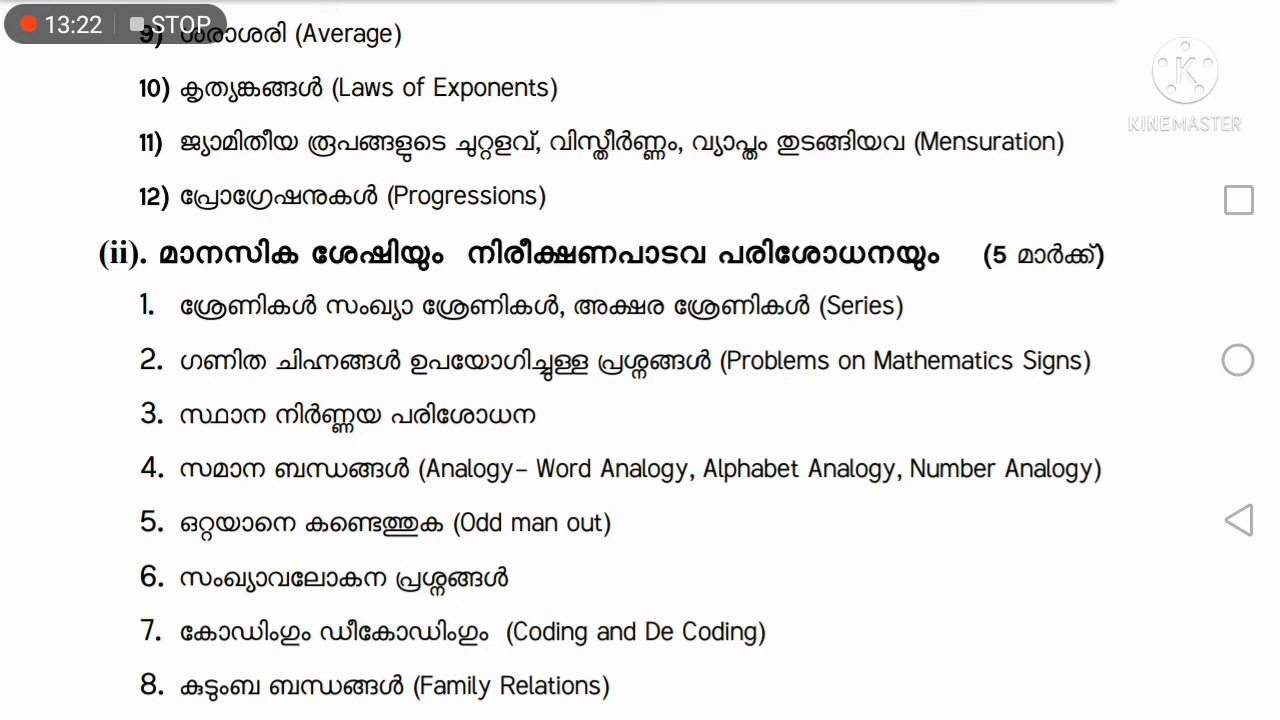 13:22 STOP
9) ശരാശരി (Average)
KINEMASTER
10) കൃത്യങ്കങ്ങൾ (Laws of Exponents)
11) ജ്യാമിതീയ രൂപങ്ങളുടെ ചുറ്റളവ്, വിസ്തീർണ്ണം, വ്യാപ്തം തുടങ്ങിയവ (Mensuration)
12) പ്രോഗ്രേഷനുകൾ (Progressions)
(ii). മാനസിക ശേഷിയും നിരീക്ഷണപാടവ പരിശോധനയും (5 മാർക്ക്)
1. ശ്രേണികൾ സംഖ്യാ ശ്രേണികൾ, അക്ഷര ശ്രേണികൾ (Series)
2. ഗണിത ചിഹ്നങ്ങൾ ഉപയോഗിച്ചുള്ള പ്രശ്നങ്ങൾ (Problems on Mathematics Signs)
3. സ്ഥാന നിർണ്ണയ പരിശോധന
4. സമാന ബന്ധങ്ങൾ (Analogy– Word Analogy, Alphabet Analogy, Number Analogy)
5. ഒറ്റയാനെ കണ്ടെത്തുക (Odd man out)
6. സംഖ്യാവലോകന പ്രശ്നങ്ങൾ
7. കോഡിംഗും ഡീകോഡിംഗും (Coding and De Coding)
8. കുടുംബ ബന്ധങ്ങൾ (Family Relations)